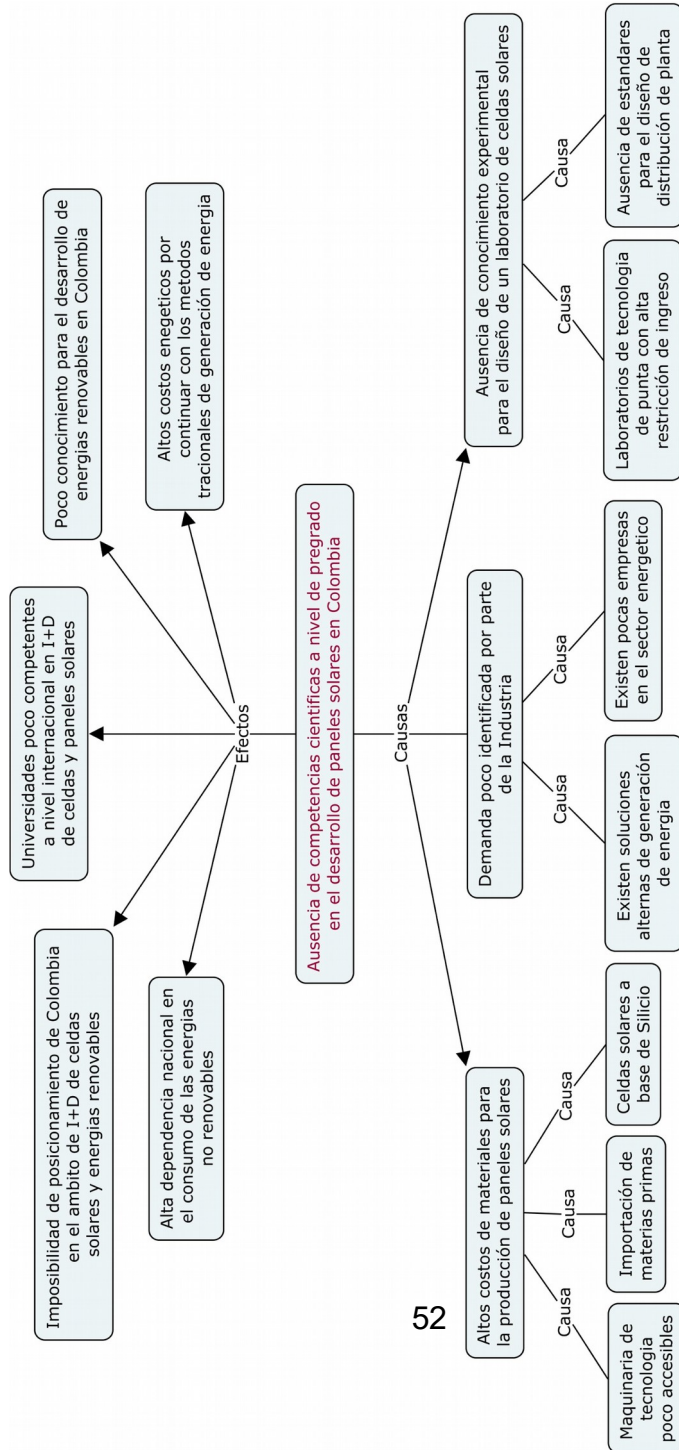 Imposibilidad de posicionamiento de Colombia
en el ambito de I+D de celdas
solares y energias renovables
Universidades poco competentes
a nivel internacional en I+D
de celdas y paneles solares
Poco conocimiento para el desarrollo de
energias renovables en Colombia
Alta dependencia nacional en
el consumo de las energias
no renovables
Altos costos enegeticos por
continuar con los metodos
tracionales de generación de energia
Efectos
Ausencia de competencias cientificas a nivel de pregrado
en el desarrollo de paneles solares en Colombia
Causas
Altos costos de materiales para
la producción de paneles solares
Demanda poco identificada por parte
de la Industria
Ausencia de conocimiento experimental
para el diseño de un laboratorio de celdas solares
Causa
Causa
Causa
Causa
Causa
Causa
Causa
Maquinaria de
tecnologia
poco accesibles
Importación de
materias primas
Celdas solares a
base de Silicio
Existen soluciones
alternas de generación
de energia
Existen pocas empresas
en el sector energetico
Laboratorios de tecnologia
de punta con alta
restricción de ingreso
Ausencia de estandares
para el diseño de
distribución de planta
52